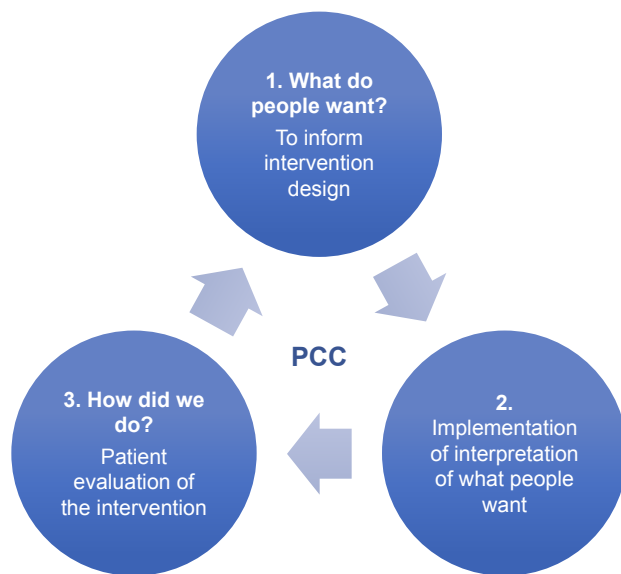 1. What do
people want?
To inform
intervention
design
PCC
3. How did we
do?
Patient
evaluation of
the intervention
2.
Implementation
of interpretation
of what people
want